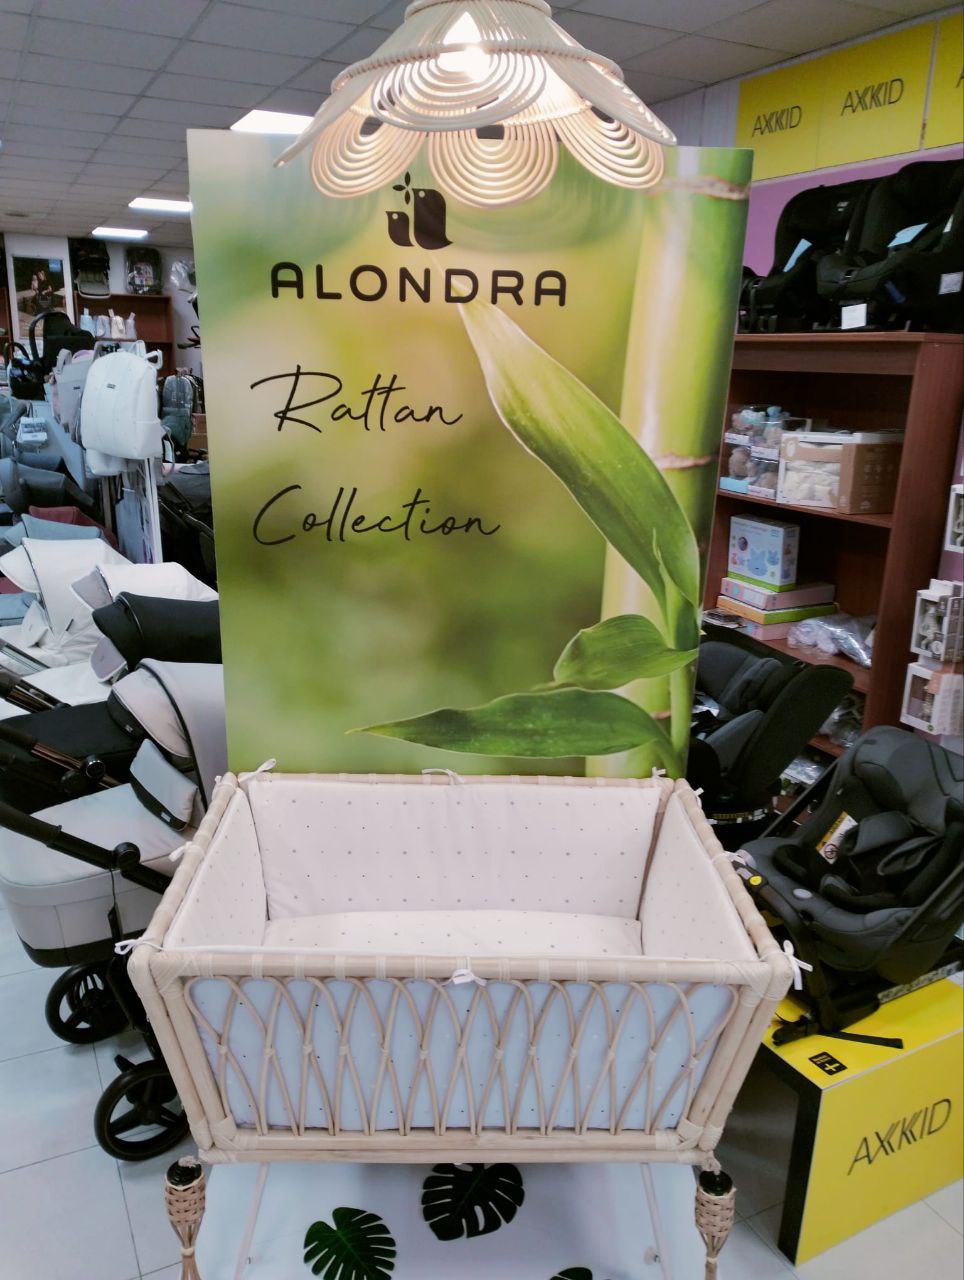 AXKID
AXKID
ALONDRA
Rattan
Collection
AXKID